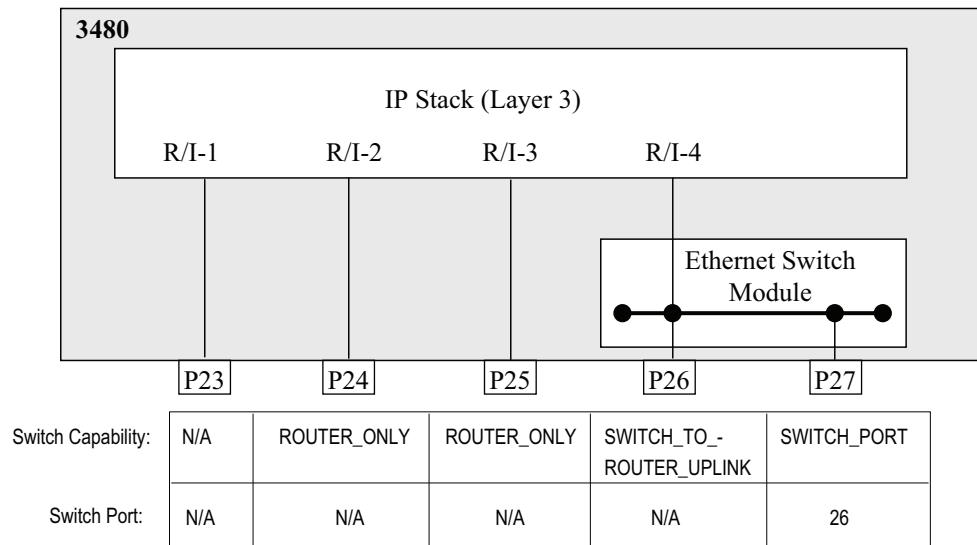 3480
IP Stack (Layer 3)
R/I-1 R/I-2 R/I-3 R/I-4
Ethernet Switch
Module
P23 P24 P25 P26 P27
Switch Capability: N/A ROUTER_ONLY ROUTER_ONLY SWITCH_TO_- SWITCH_PORT
ROUTER_UPLINK
Switch Port: N/A N/A N/A N/A 26